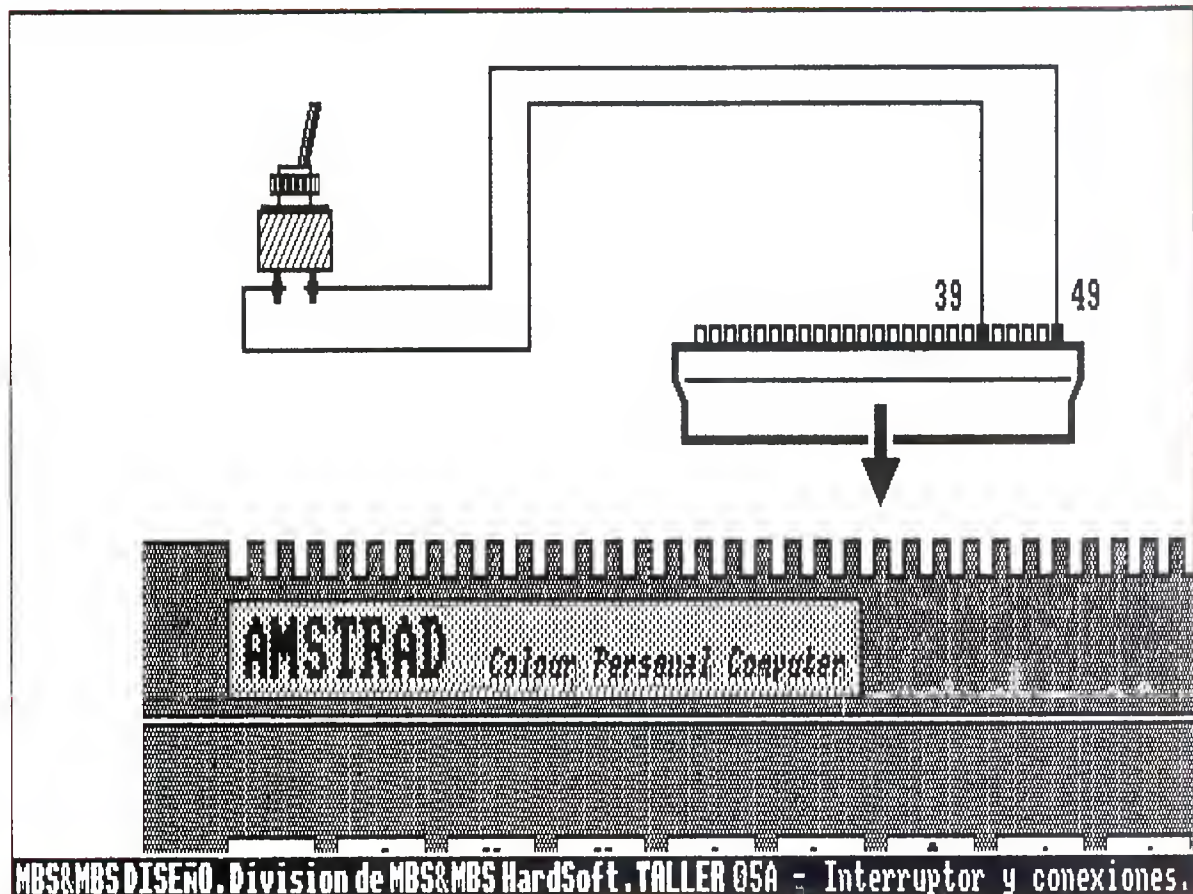 39 49
AMSTRAD Colour Personal Computer
MBS&MBS DISEÑO. Division de MBS&MBS HardSoft. TALLER 05A - Interruptor y conexiones.